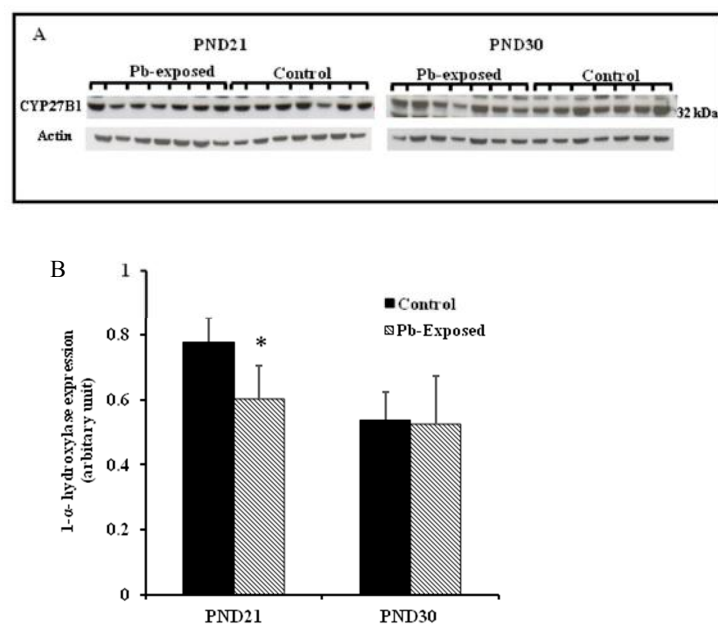 A
PND21 PND30
Pb-exposed Control Pb-exposed Control
CYP27B1
32 kDa
Actin
B
1
0.8
0.6
0.4
0.2
0
1-α- hydroxylase expression
(arbitary unit)
*
Control
Pb-Exposed
PND21 PND30